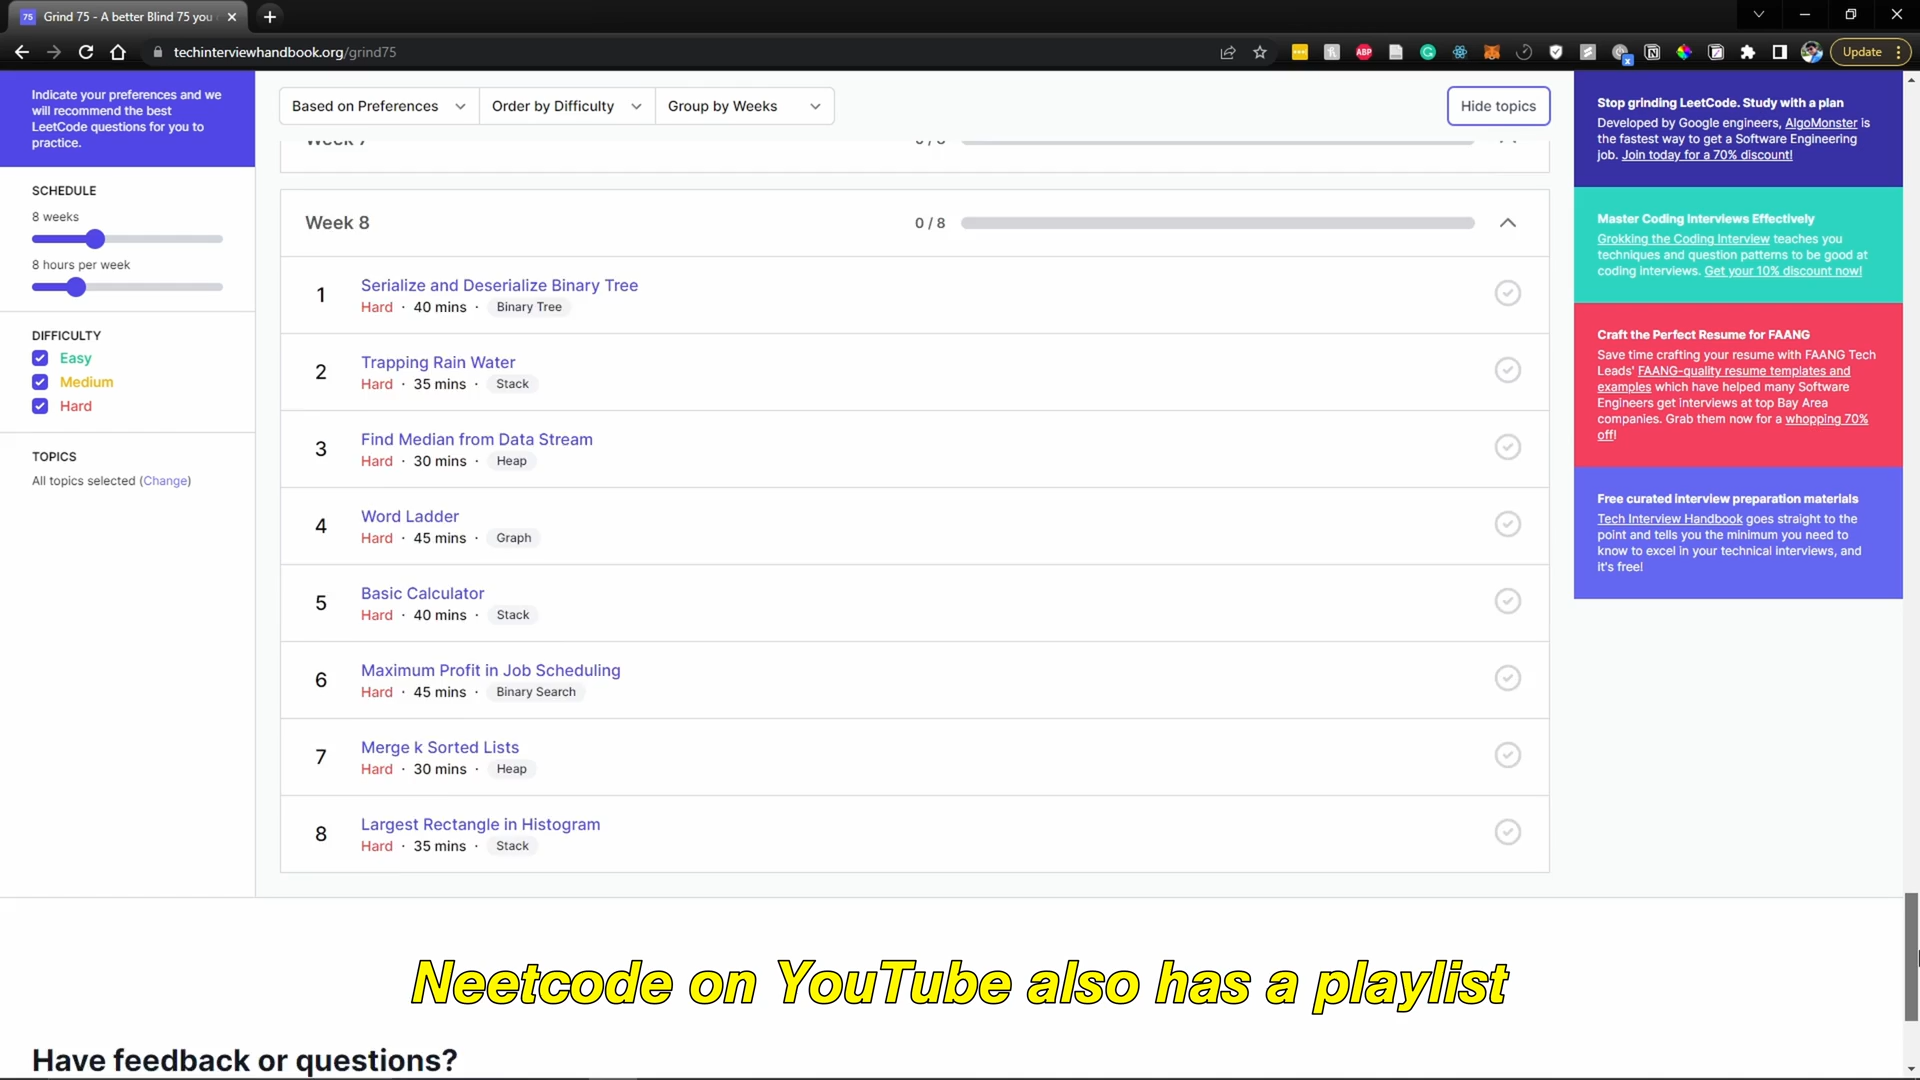 75 Grind 75 - A better Blind 75 you
techinterviewhandbook.org/grind75
Update
Indicate your preferences and we
will recommend the best
LeetCode questions for you to
practice.
SCHEDULE
8 weeks
8 hours per week
DIFFICULTY
Easy
Medium
Hard
TOPICS
All topics selected (Change)
Based on Preferences
Order by Difficulty
Group by Weeks
Hide topics
Week 8
0 / 8
1
Serialize and Deserialize Binary Tree
Hard · 40 mins · Binary Tree
2
Trapping Rain Water
Hard · 35 mins · Stack
3
Find Median from Data Stream
Hard · 30 mins · Heap
4
Word Ladder
Hard · 45 mins · Graph
5
Basic Calculator
Hard · 40 mins · Stack
6
Maximum Profit in Job Scheduling
Hard · 45 mins · Binary Search
7
Merge k Sorted Lists
Hard · 30 mins · Heap
8
Largest Rectangle in Histogram
Hard · 35 mins · Stack
Stop grinding LeetCode. Study with a plan
Developed by Google engineers, AlgoMonster is
the fastest way to get a Software Engineering
job. Join today for a 70% discount!
Master Coding Interviews Effectively
Grokking the Coding Interview teaches you
techniques and question patterns to be good at
coding interviews. Get your 10% discount now!
Craft the Perfect Resume for FAANG
Save time crafting your resume with FAANG Tech
Leads' FAANG-quality resume templates and
examples which have helped many Software
Engineers get interviews at top Bay Area
companies. Grab them now for a whopping 70%
off!
Free curated interview preparation materials
Tech Interview Handbook goes straight to the
point and tells you the minimum you need to
know to excel in your technical interviews, and
it's free!
Neetcode on YouTube also has a playlist
Have feedback or questions?